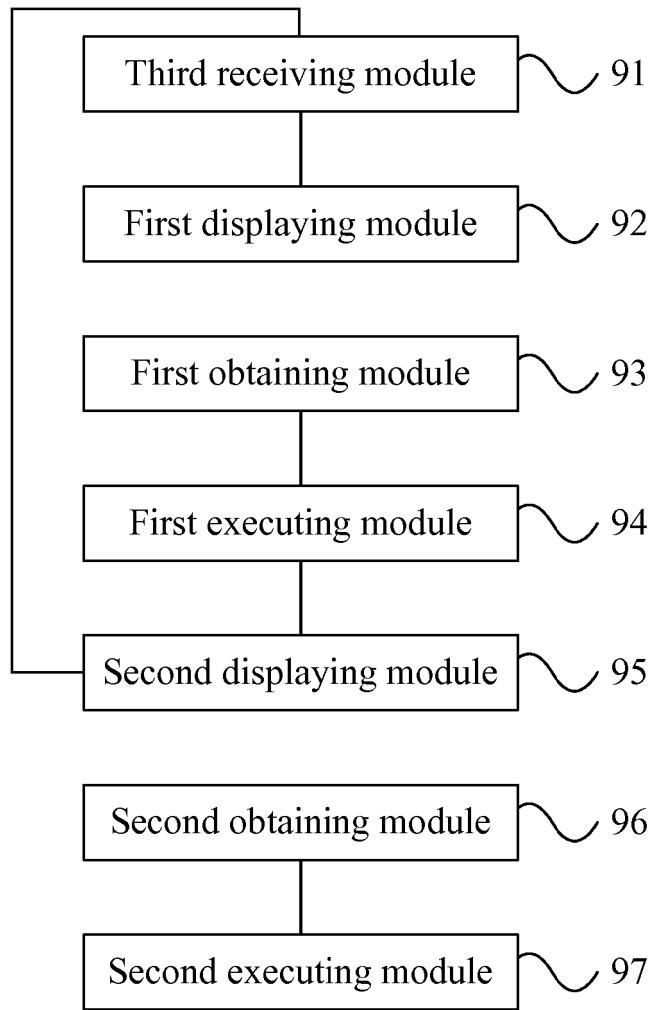 Third receiving module 91
First displaying module 92
First obtaining module 93
First executing module 94
Second displaying module 95
Second obtaining module 96
Second executing module 97